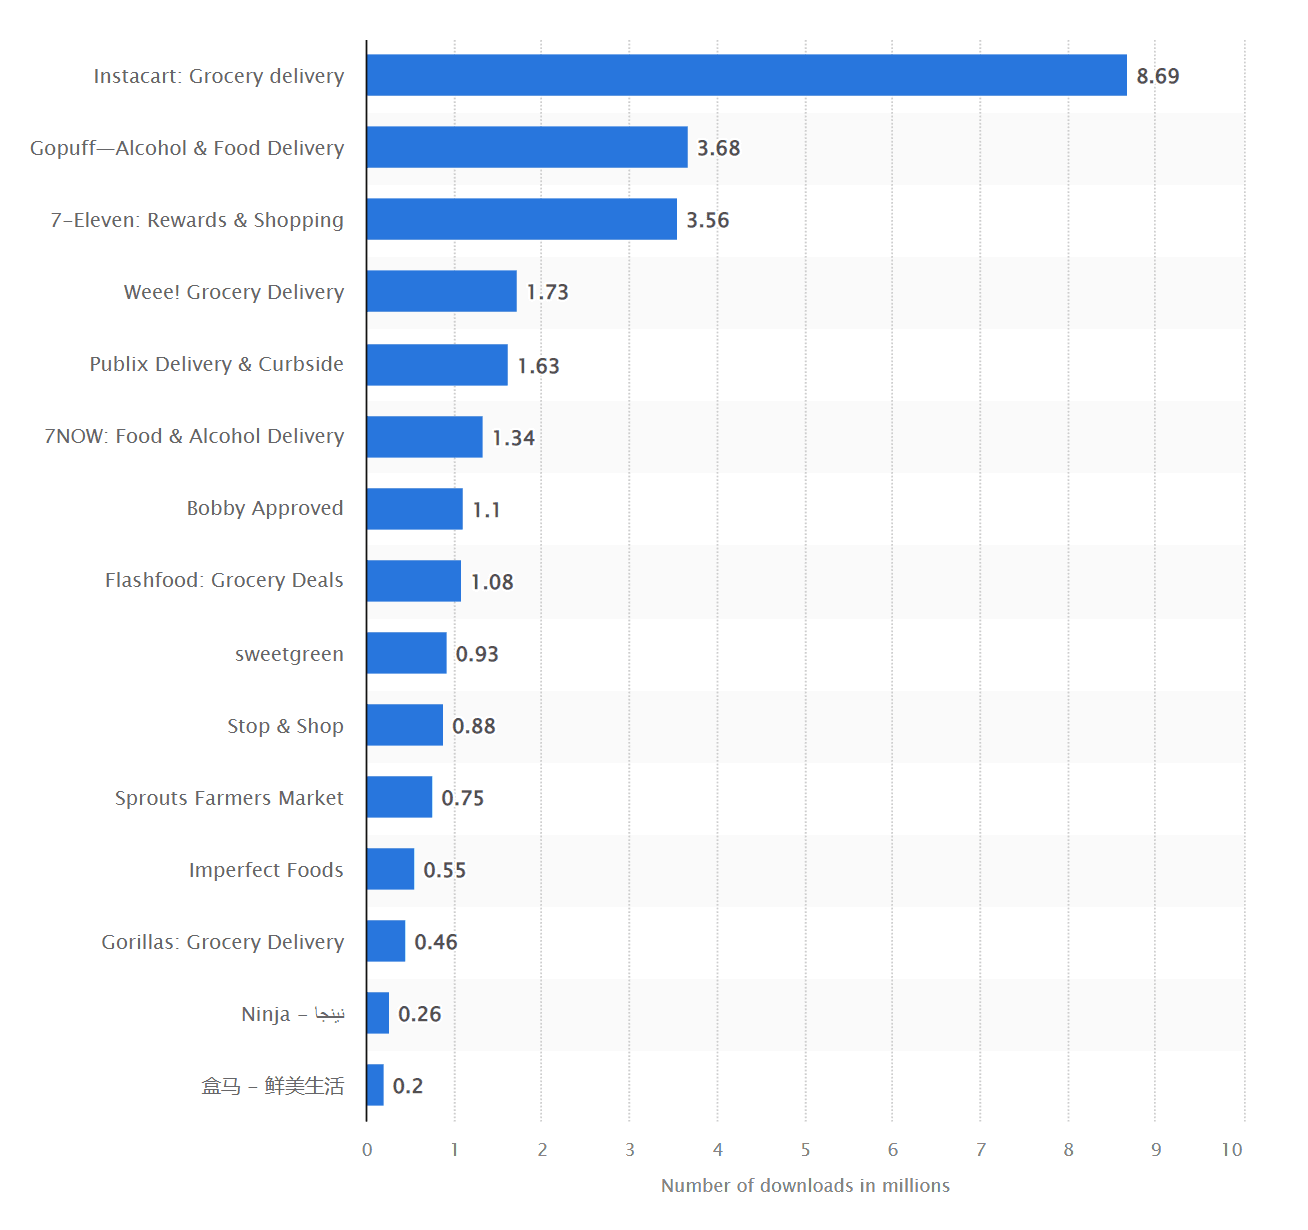 Instacart: Grocery delivery 8.69
Gopuff—Alcohol & Food Delivery 3.68
7-Eleven: Rewards & Shopping 3.56
Weee! Grocery Delivery 1.73
Publix Delivery & Curbside 1.63
7NOW: Food & Alcohol Delivery 1.34
Bobby Approved 1.1
Flashfood: Grocery Deals 1.08
sweetgreen 0.93
Stop & Shop 0.88
Sprouts Farmers Market 0.75
Imperfect Foods 0.55
Gorillas: Grocery Delivery 0.46
Ninja - نينجا 0.26
盒马 - 鲜美生活 0.2
0 1 2 3 4 5 6 7 8 9 10
Number of downloads in millions